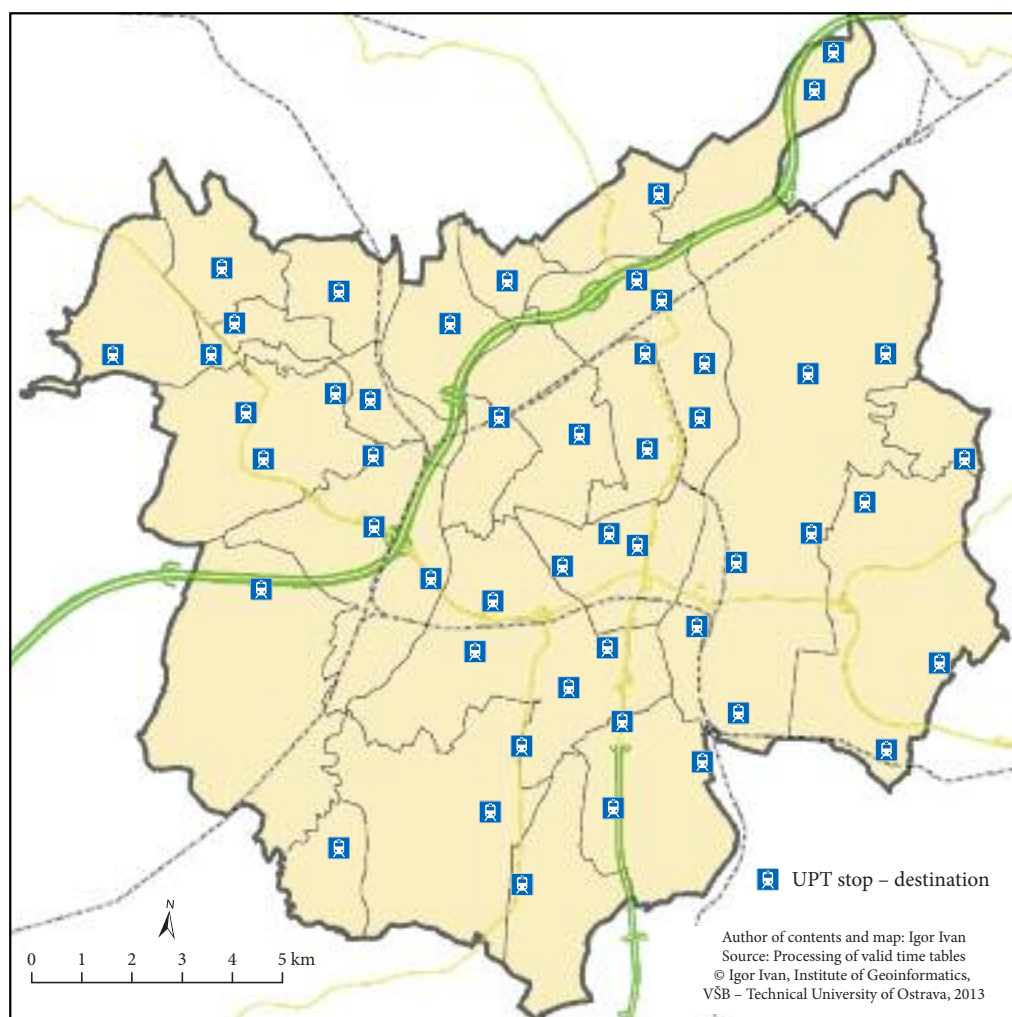 UPT stop – destination
N
0 1 2 3 4 5 km
Author of contents and map: Igor Ivan
Source: Processing of valid time tables
© Igor Ivan, Institute of Geoinformatics,
VŠB – Technical University of Ostrava, 2013